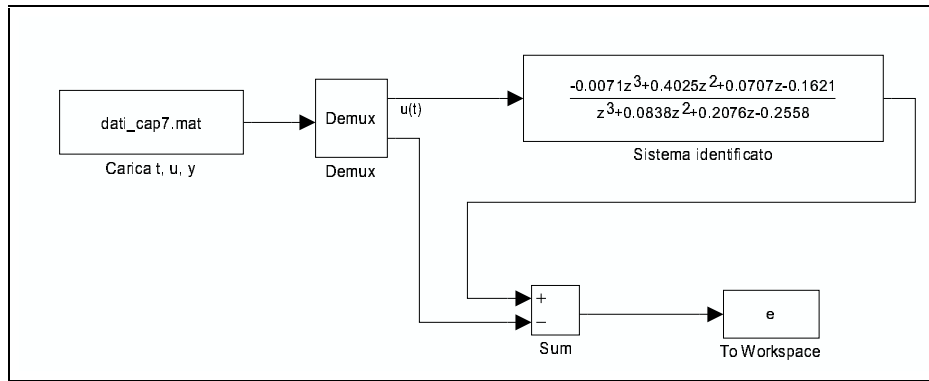 dati_cap7.mat
Carica t, u, y
Demux
Demux
u(t)
-0.0071z3+0.4025z2+0.0707z-0.1621
z3+0.0838z2+0.2076z-0.2558
Sistema identificato
+
−
Sum
e
To Workspace